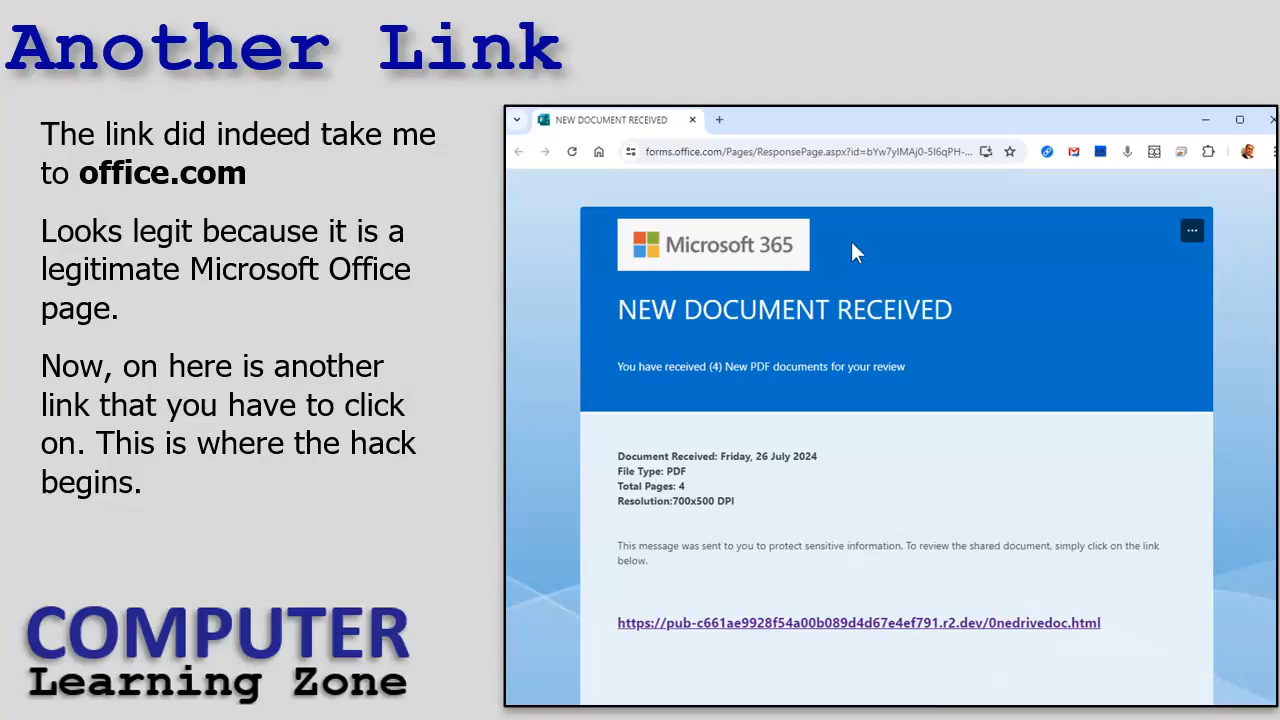 Another Link
The link did indeed take me
to office.com
Looks legit because it is a
legitimate Microsoft Office
page.
Now, on here is another
link that you have to click
on. This is where the hack
begins.
COMPUTER
Learning Zone
NEW DOCUMENT RECEIVED
forms.office.com/Pages/ResponsePage.aspx?id=bYw7yIMAj0-5I6qPH-...
Microsoft 365
NEW DOCUMENT RECEIVED
You have received (4) New PDF documents for your review
Document Received: Friday, 26 July 2024
File Type: PDF
Total Pages: 4
Resolution:700x500 DPI
This message was sent to you to protect sensitive information. To review the shared document, simply click on the link
below.
https://pub-c661ae9928f54a00b089d4d67e4ef791.r2.dev/0nedrivedoc.html